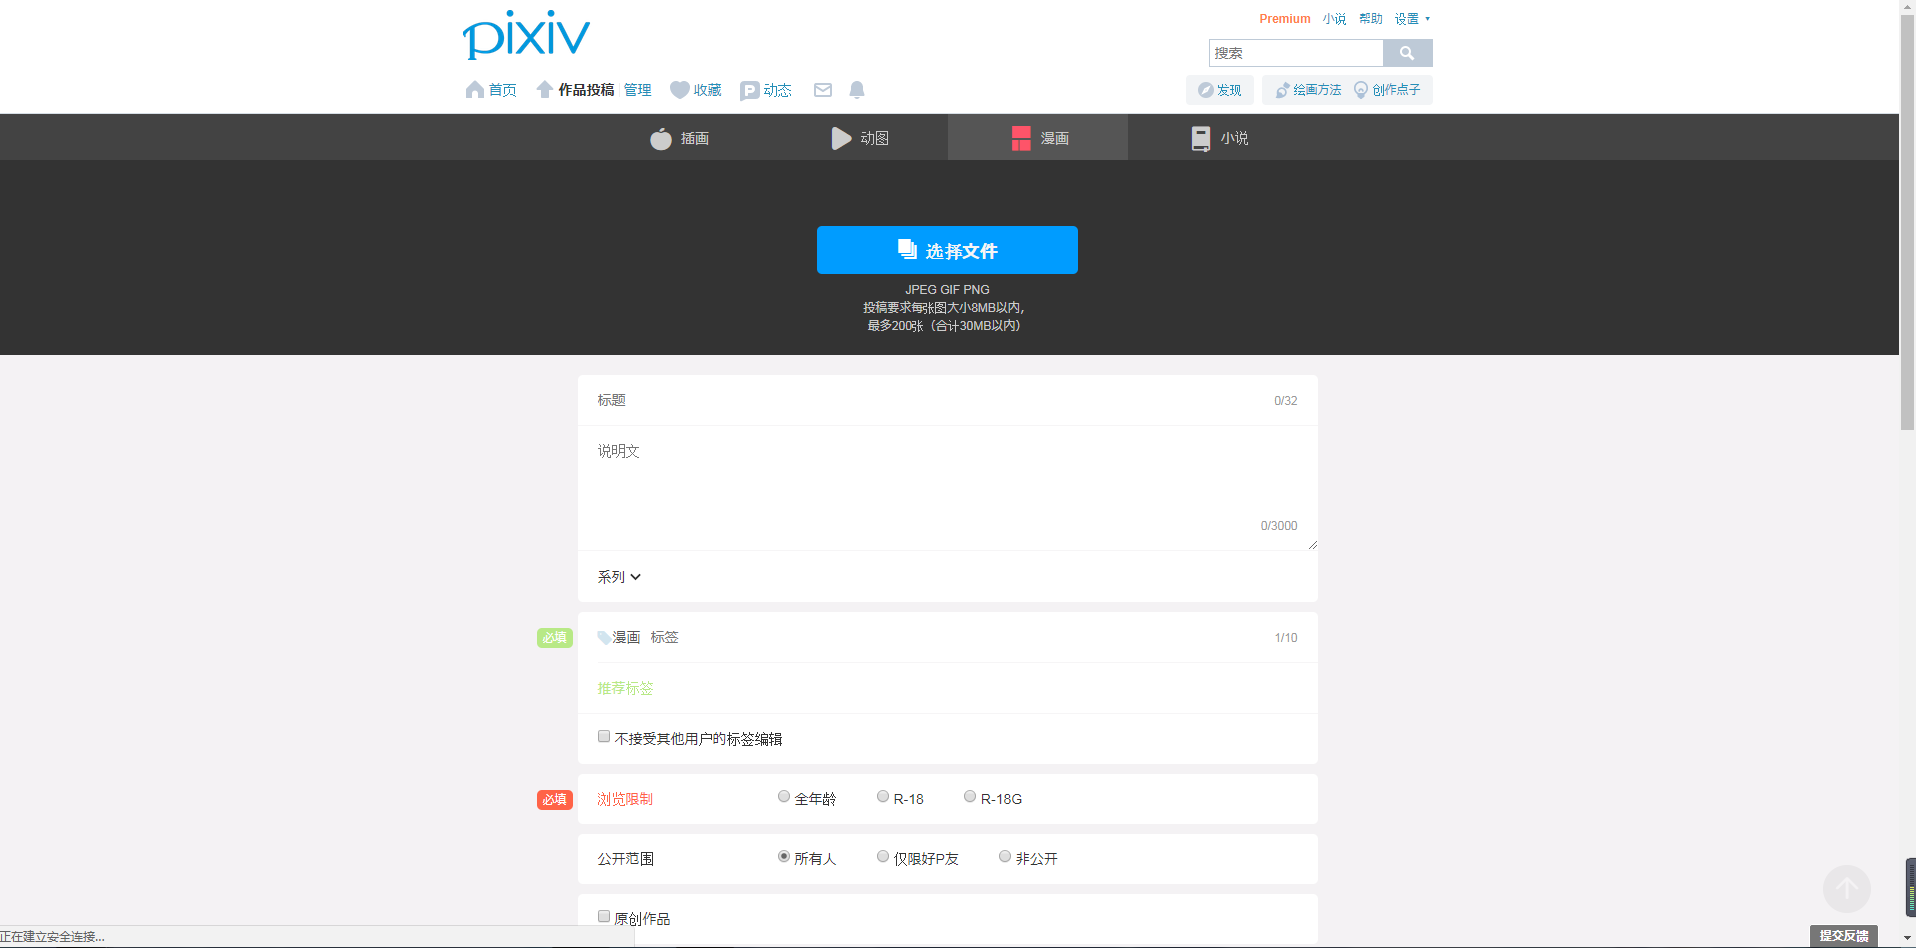 pixiv
Premium 小说 帮助 设置
搜索
首页 作品投稿 管理 收藏 动态 发现 绘画方法 创作点子
插画 动图 漫画 小说
选择文件
JPEG GIF PNG
投稿要求每张图大小8MB以内，
最多200张（合计30MB以内）
标题 0/32
说明文
0/3000
系列
必填 漫画 标签 1/10
推荐标签
不接受其他用户的标签编辑
必填 浏览限制 全年龄 R-18 R-18G
公开范围 所有人 仅限好P友 非公开
原创作品
正在建立安全连接... 提交反馈